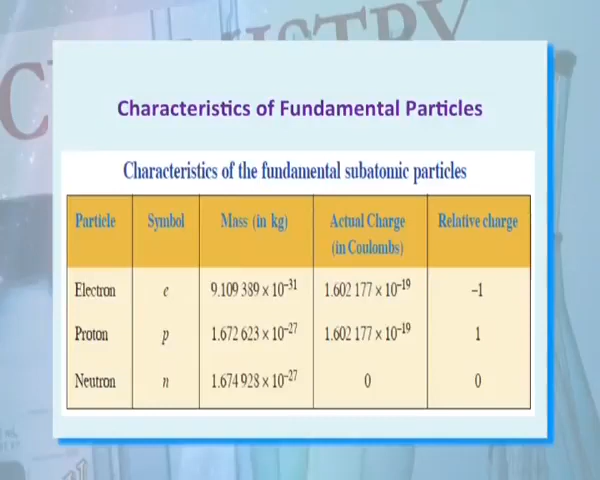 CHEMISTRY
Characteristics of Fundamental Particles
Characteristics of the fundamental subatomic particles
Particle Symbol Mass (in kg) Actual Charge (in Coulombs) Relative charge
Electron e 9.109 389 × 10⁻³¹ 1.602 177 × 10⁻¹⁹ –1
Proton p 1.672 623 × 10⁻²⁷ 1.602 177 × 10⁻¹⁹ 1
Neutron n 1.674 928 × 10⁻²⁷ 0 0